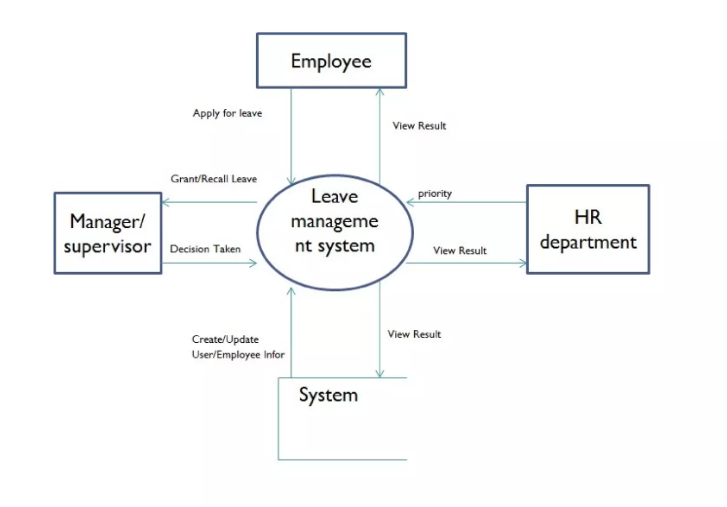 Employee
Apply for leave
View Result
Grant/Recall Leave
Leave
manageme
nt system
priority
Manager/
supervisor
HR
department
Decision Taken
View Result
Create/Update
User/Employee Infor
View Result
System